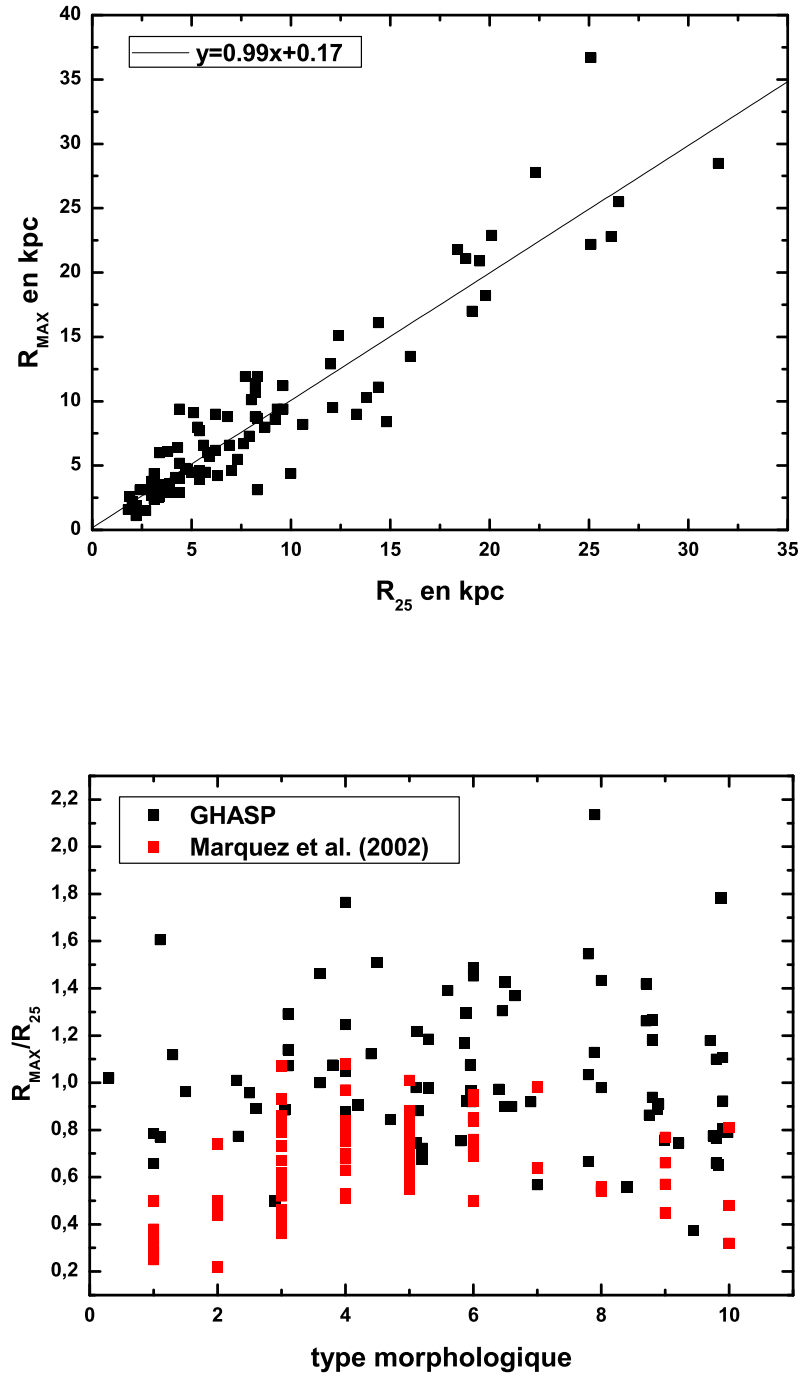 40
35
30
25
20
15
10
5
0
R_MAX en kpc
y=0.99x+0.17
0 5 10 15 20 25 30 35
R_25 en kpc
2,2
2,0
1,8
1,6
1,4
1,2
1,0
0,8
0,6
0,4
0,2
R_MAX/R_25
GHASP
Marquez et al. (2002)
0 2 4 6 8 10
type morphologique